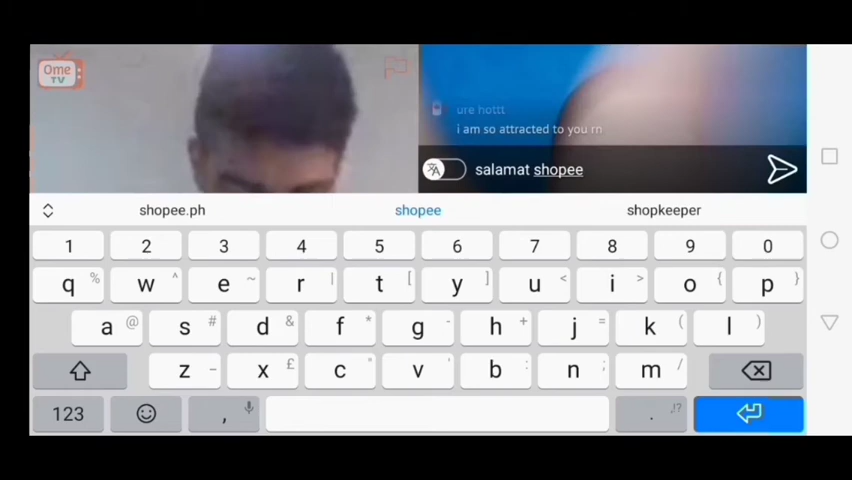 Ome
TV
ure hottt
i am so attracted to you rn
salamat shopee
shopee.ph shopee shopkeeper
1 2 3 4 5 6 7 8 9 0
q % w ^ e ~ r | t [ y ] u < i > o { p }
a @ s # d & f * g - h + j = k ( l )
z _ x £ c " v ' b : n ; m /
123 , . ,!?